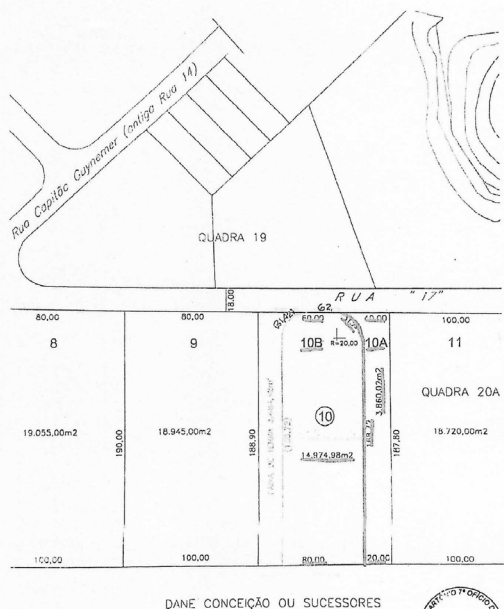 Rua Capitão Guynemer (antiga Rua 14)
QUADRA 19
18.00
RUA "17"
80,00
80,00
62,
60,00
40,00
100,00
8
9
10B
R=20,00
10A
11
QUADRA 20A
3.860,02m2
10
19.055,00m2
190,00
18.945,00m2
188,90
14.974,98m2
187,80
18.720,00m2
100,00
100,00
80,00
20,00
100,00
DANE CONCEIÇÃO OU SUCESSORES
7º OFÍCIO